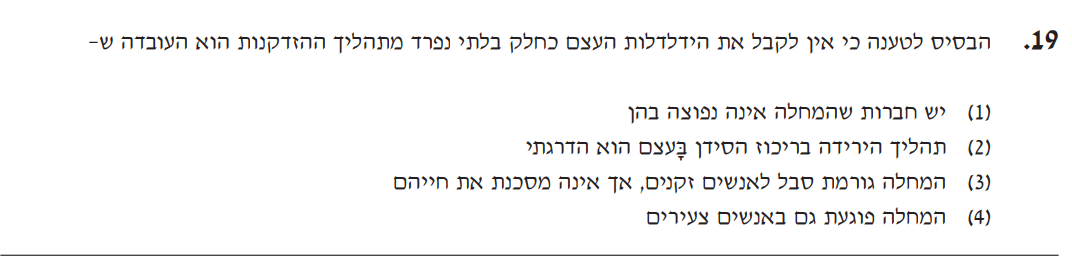 19. הבסיס לטענה כי אין לקבל את הידלדלות העצם כחלק בלתי נפרד מתהליך ההזדקנות הוא העובדה ש-
(1) יש חברות שהמחלה אינה נפוצה בהן
(2) תהליך הירידה בריכוז הסידן בָּעצם הוא הדרגתי
(3) המחלה גורמת סבל לאנשים זקנים, אך אינה מסכנת את חייהם
(4) המחלה פוגעת גם באנשים צעירים